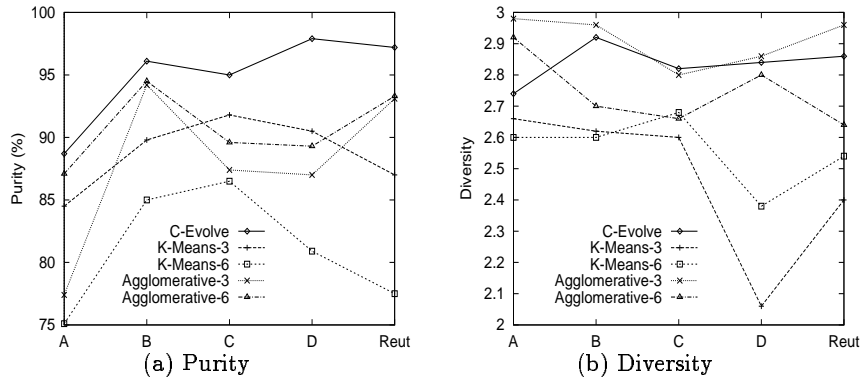 100
95
90
85
80
75
Purity (%)
A B C D Reut
C-Evolve
K-Means-3
K-Means-6
Agglomerative-3
Agglomerative-6
(a) Purity
3
2.9
2.8
2.7
2.6
2.5
2.4
2.3
2.2
2.1
2
Diversity
A B C D Reut
C-Evolve
K-Means-3
K-Means-6
Agglomerative-3
Agglomerative-6
(b) Diversity